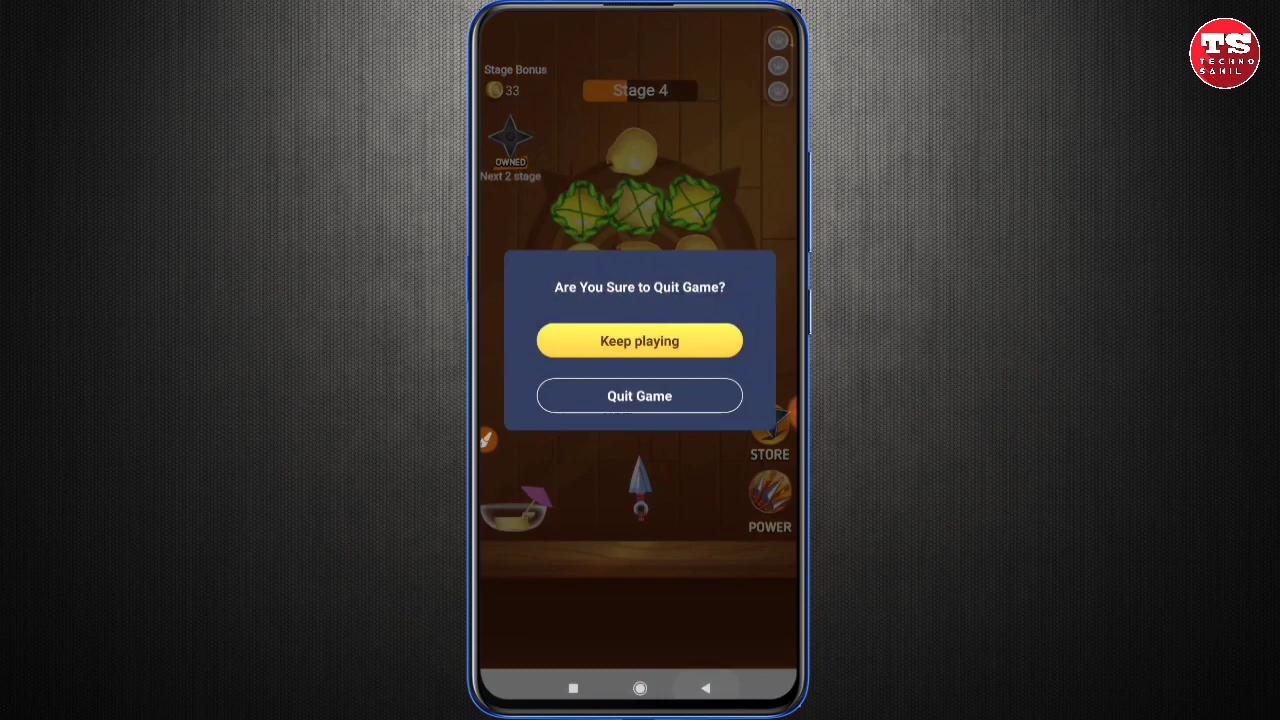 TS
TECHNO
SAHIL
Stage Bonus
33
Stage 4
OWNED
Next 2 stage
Are You Sure to Quit Game?
Keep playing
Quit Game
STORE
POWER